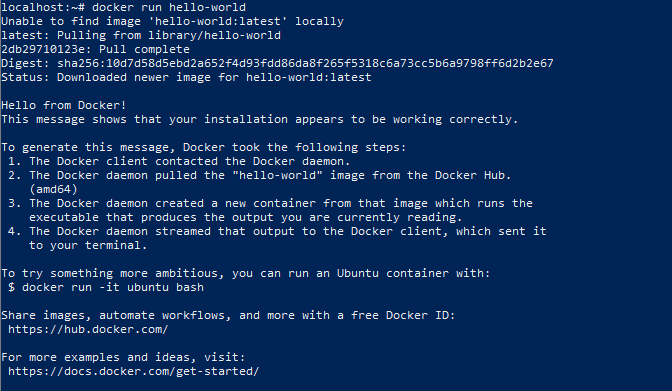 localhost:~# docker run hello-world
Unable to find image 'hello-world:latest' locally
latest: Pulling from library/hello-world
2db29710123e: Pull complete
Digest: sha256:10d7d58d5ebd2a652f4d93fdd86da8f265f5318c6a73cc5b6a9798ff6d2b2e67
Status: Downloaded newer image for hello-world:latest

Hello from Docker!
This message shows that your installation appears to be working correctly.

To generate this message, Docker took the following steps:
 1. The Docker client contacted the Docker daemon.
 2. The Docker daemon pulled the "hello-world" image from the Docker Hub.
    (amd64)
 3. The Docker daemon created a new container from that image which runs the
    executable that produces the output you are currently reading.
 4. The Docker daemon streamed that output to the Docker client, which sent it
    to your terminal.

To try something more ambitious, you can run an Ubuntu container with:
 $ docker run -it ubuntu bash

Share images, automate workflows, and more with a free Docker ID:
 https://hub.docker.com/

For more examples and ideas, visit:
 https://docs.docker.com/get-started/